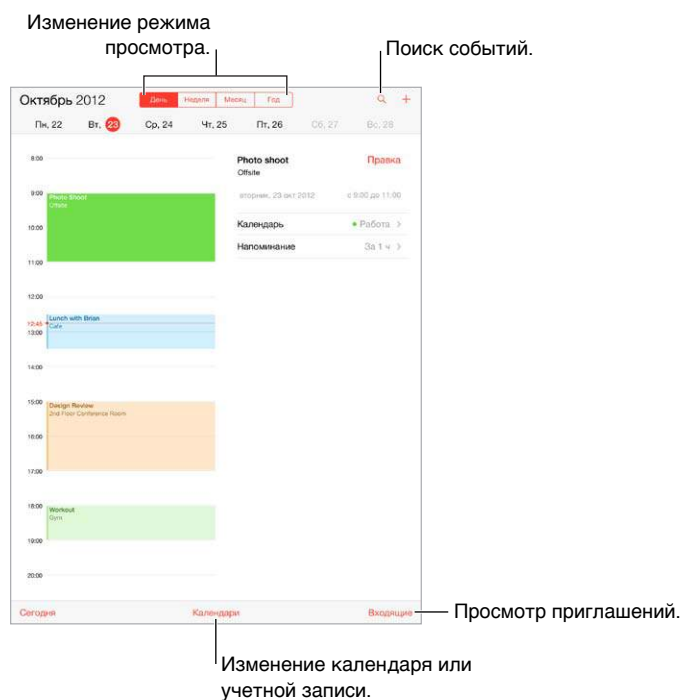 Изменение режима
просмотра.
Поиск событий.
Октябрь 2012
День Неделя Месяц Год
Пн, 22 Вт, 23 Ср, 24 Чт, 25 Пт, 26 Сб, 27 Вс, 28
8:00
Photo shoot
Правка
Offsite
9:00
Photo Shoot
Offsite
вторник, 23 окт 2012
с 9:00 до 11:00
10:00
Календарь
Работа
Напоминание
За 1 ч
11:00
12:00
Lunch with Brian
12:45
Cafe
13:00
14:00
15:00
Design Review
2nd Floor Conference Room
16:00
17:00
18:00
Workout
Gym
19:00
20:00
Сегодня
Календари
Входящие
Просмотр приглашений.
Изменение календаря или
учетной записи.